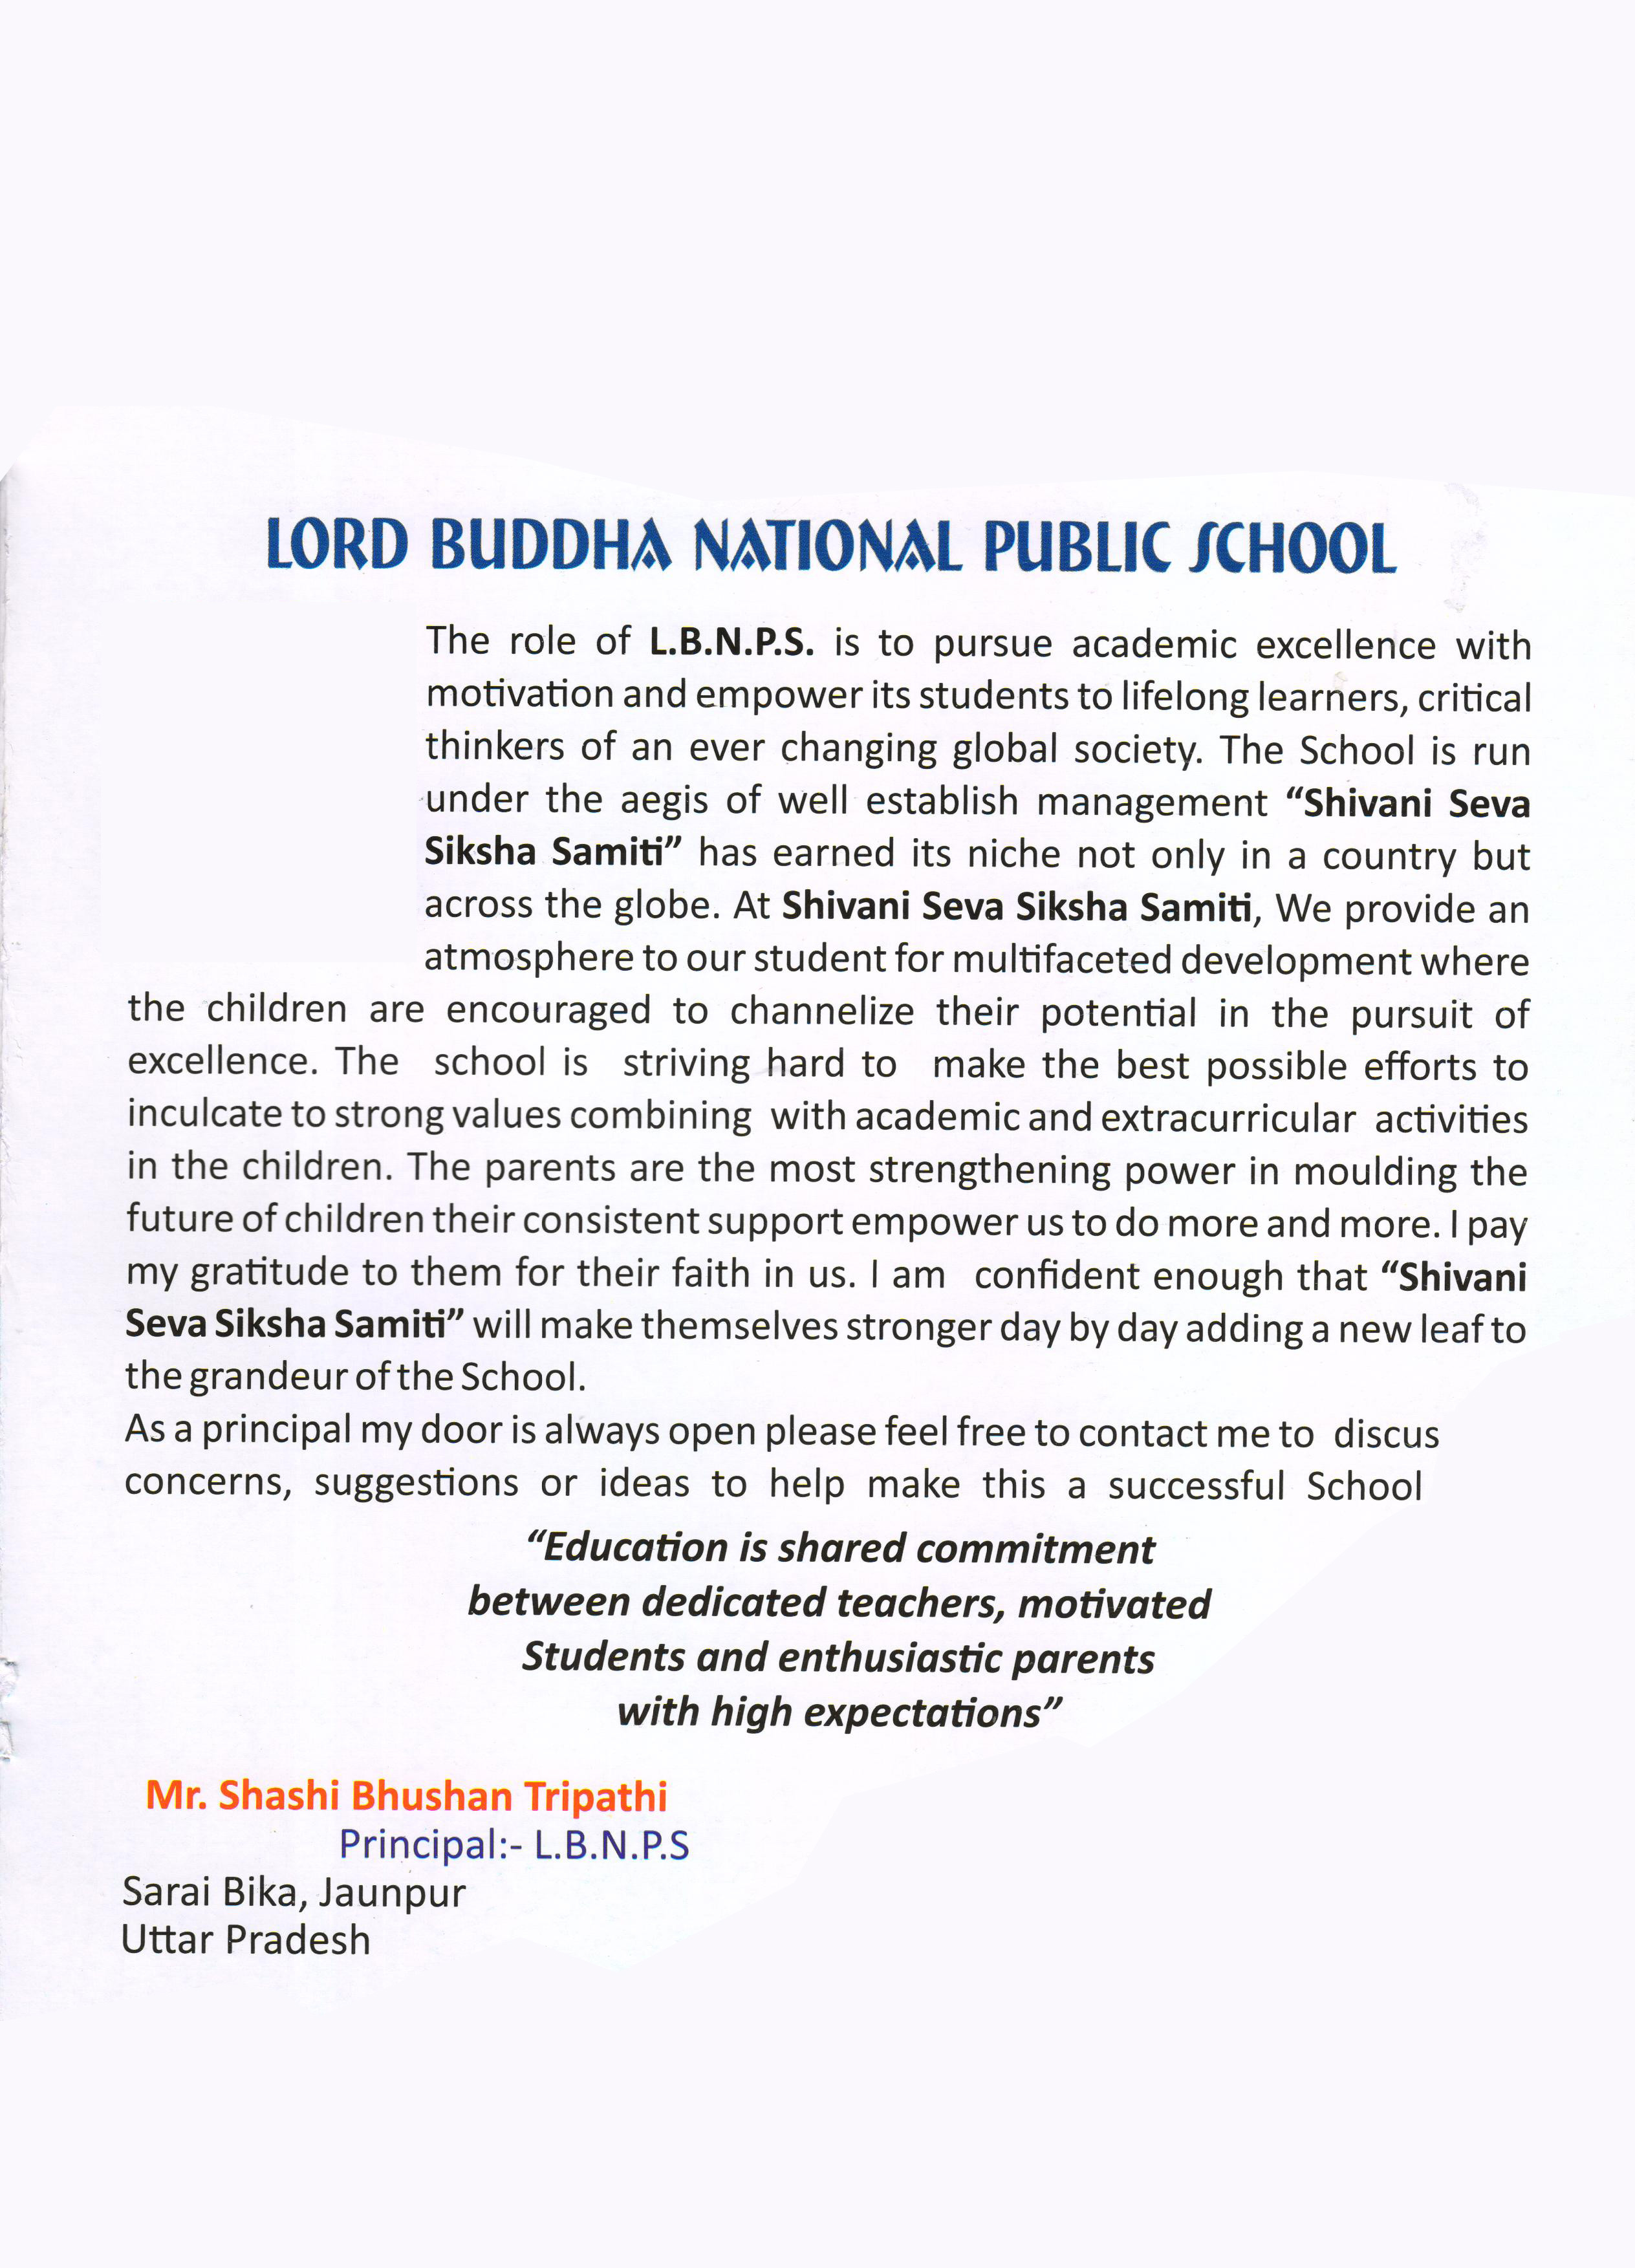 LORD BUDDHA NATIONAL PUBLIC SCHOOL
The role of L.B.N.P.S. is to pursue academic excellence with
motivation and empower its students to lifelong learners, critical
thinkers of an ever changing global society. The School is run
under the aegis of well establish management “Shivani Seva
Siksha Samiti” has earned its niche not only in a country but
across the globe. At Shivani Seva Siksha Samiti, We provide an
atmosphere to our student for multifaceted development where
the children are encouraged to channelize their potential in the pursuit of
excellence. The school is striving hard to make the best possible efforts to
inculcate to strong values combining with academic and extracurricular activities
in the children. The parents are the most strengthening power in moulding the
future of children their consistent support empower us to do more and more. I pay
my gratitude to them for their faith in us. I am confident enough that “Shivani
Seva Siksha Samiti” will make themselves stronger day by day adding a new leaf to
the grandeur of the School.
As a principal my door is always open please feel free to contact me to discus
concerns, suggestions or ideas to help make this a successful School
“Education is shared commitment
between dedicated teachers, motivated
Students and enthusiastic parents
with high expectations”
Mr. Shashi Bhushan Tripathi
Principal:- L.B.N.P.S
Sarai Bika, Jaunpur
Uttar Pradesh